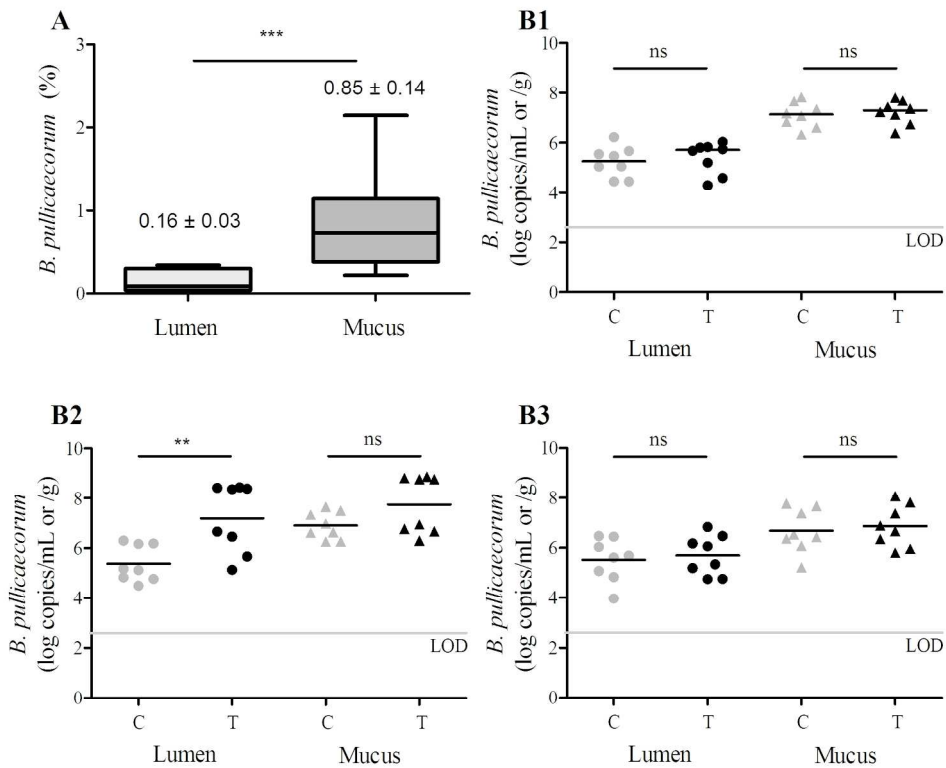 A
B. pullicaecorum (%)
3
2
1
0
***
0.85 ± 0.14
0.16 ± 0.03
Lumen
Mucus
B1
B. pullicaecorum
(log copies/mL or /g)
10
8
6
4
2
0
ns
ns
LOD
C
T
C
T
Lumen
Mucus
B2
B. pullicaecorum
(log copies/mL or /g)
10
8
6
4
2
0
**
ns
LOD
C
T
C
T
Lumen
Mucus
B3
B. pullicaecorum
(log copies/mL or /g)
10
8
6
4
2
0
ns
ns
LOD
C
T
C
T
Lumen
Mucus